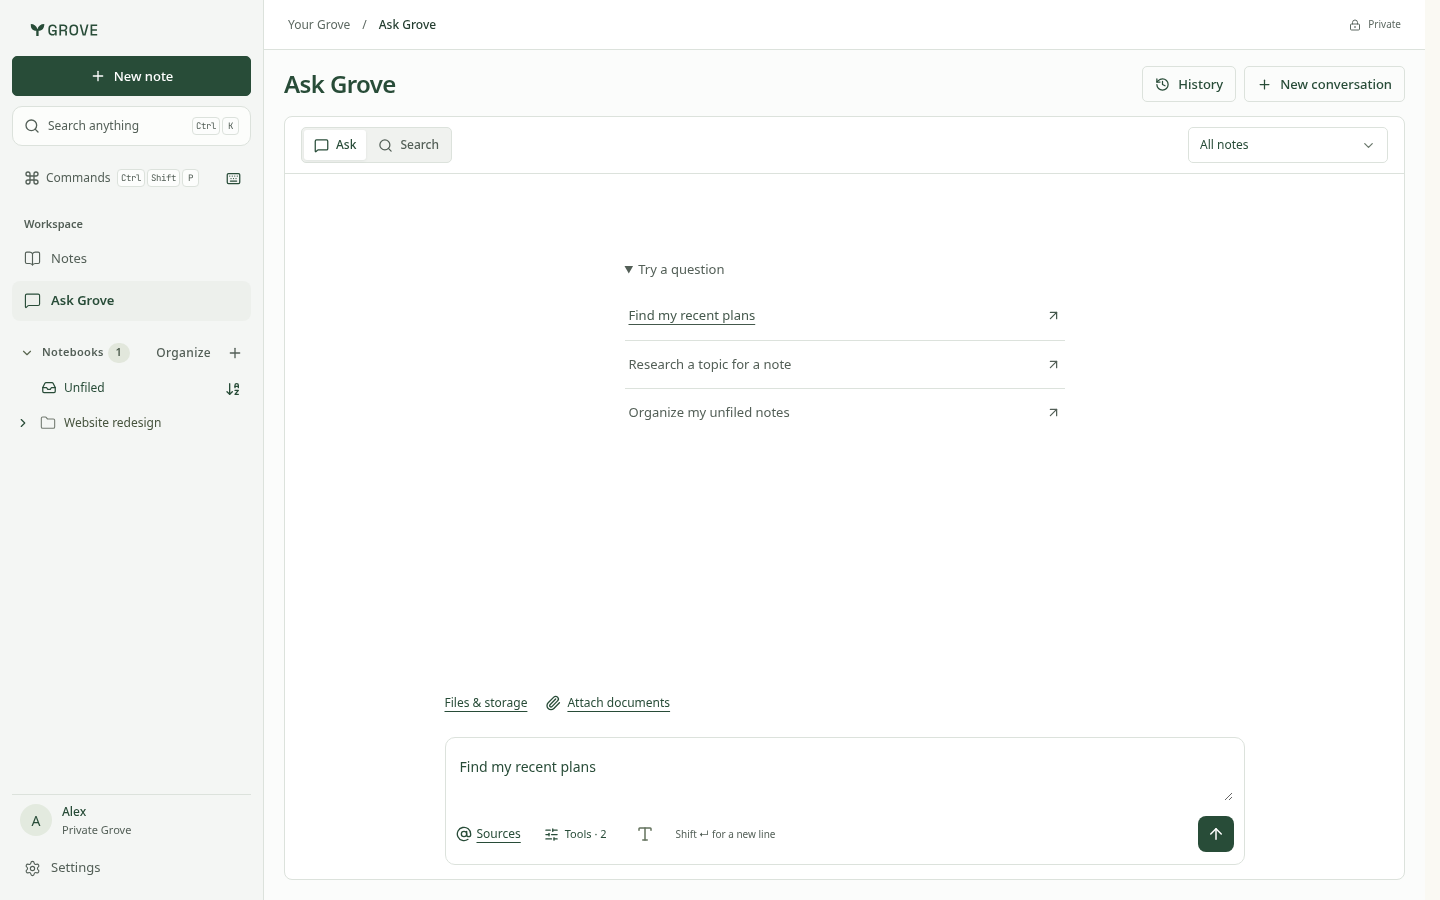 GROVE
New note
Search anything Ctrl K
Commands Ctrl Shift P
Workspace
Notes
Ask Grove
Notebooks 1 Organize
Unfiled
Website redesign
A
Alex
Private Grove
Settings
Your Grove / Ask Grove
Private
Ask Grove
History
New conversation
Ask
Search
All notes
Try a question
Find my recent plans
Research a topic for a note
Organize my unfiled notes
Files & storage
Attach documents
Find my recent plans
Sources
Tools · 2
Shift ↵ for a new line